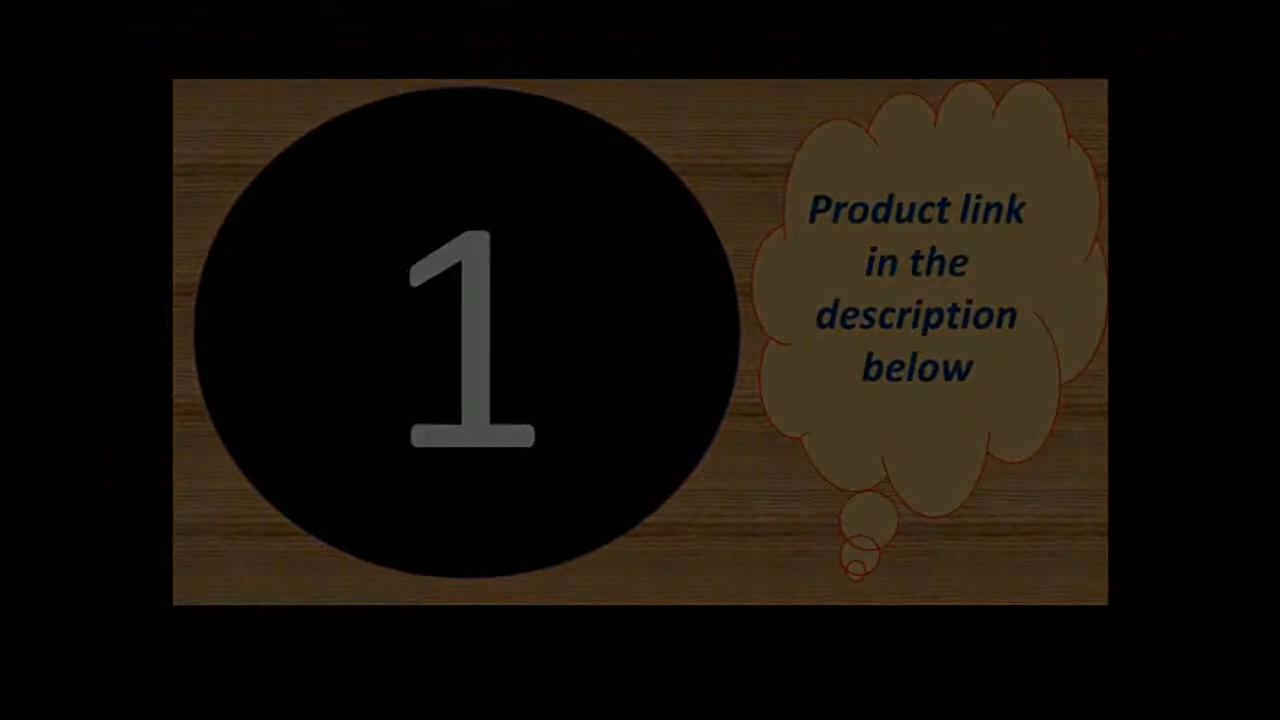 1
Product link
in the
description
below